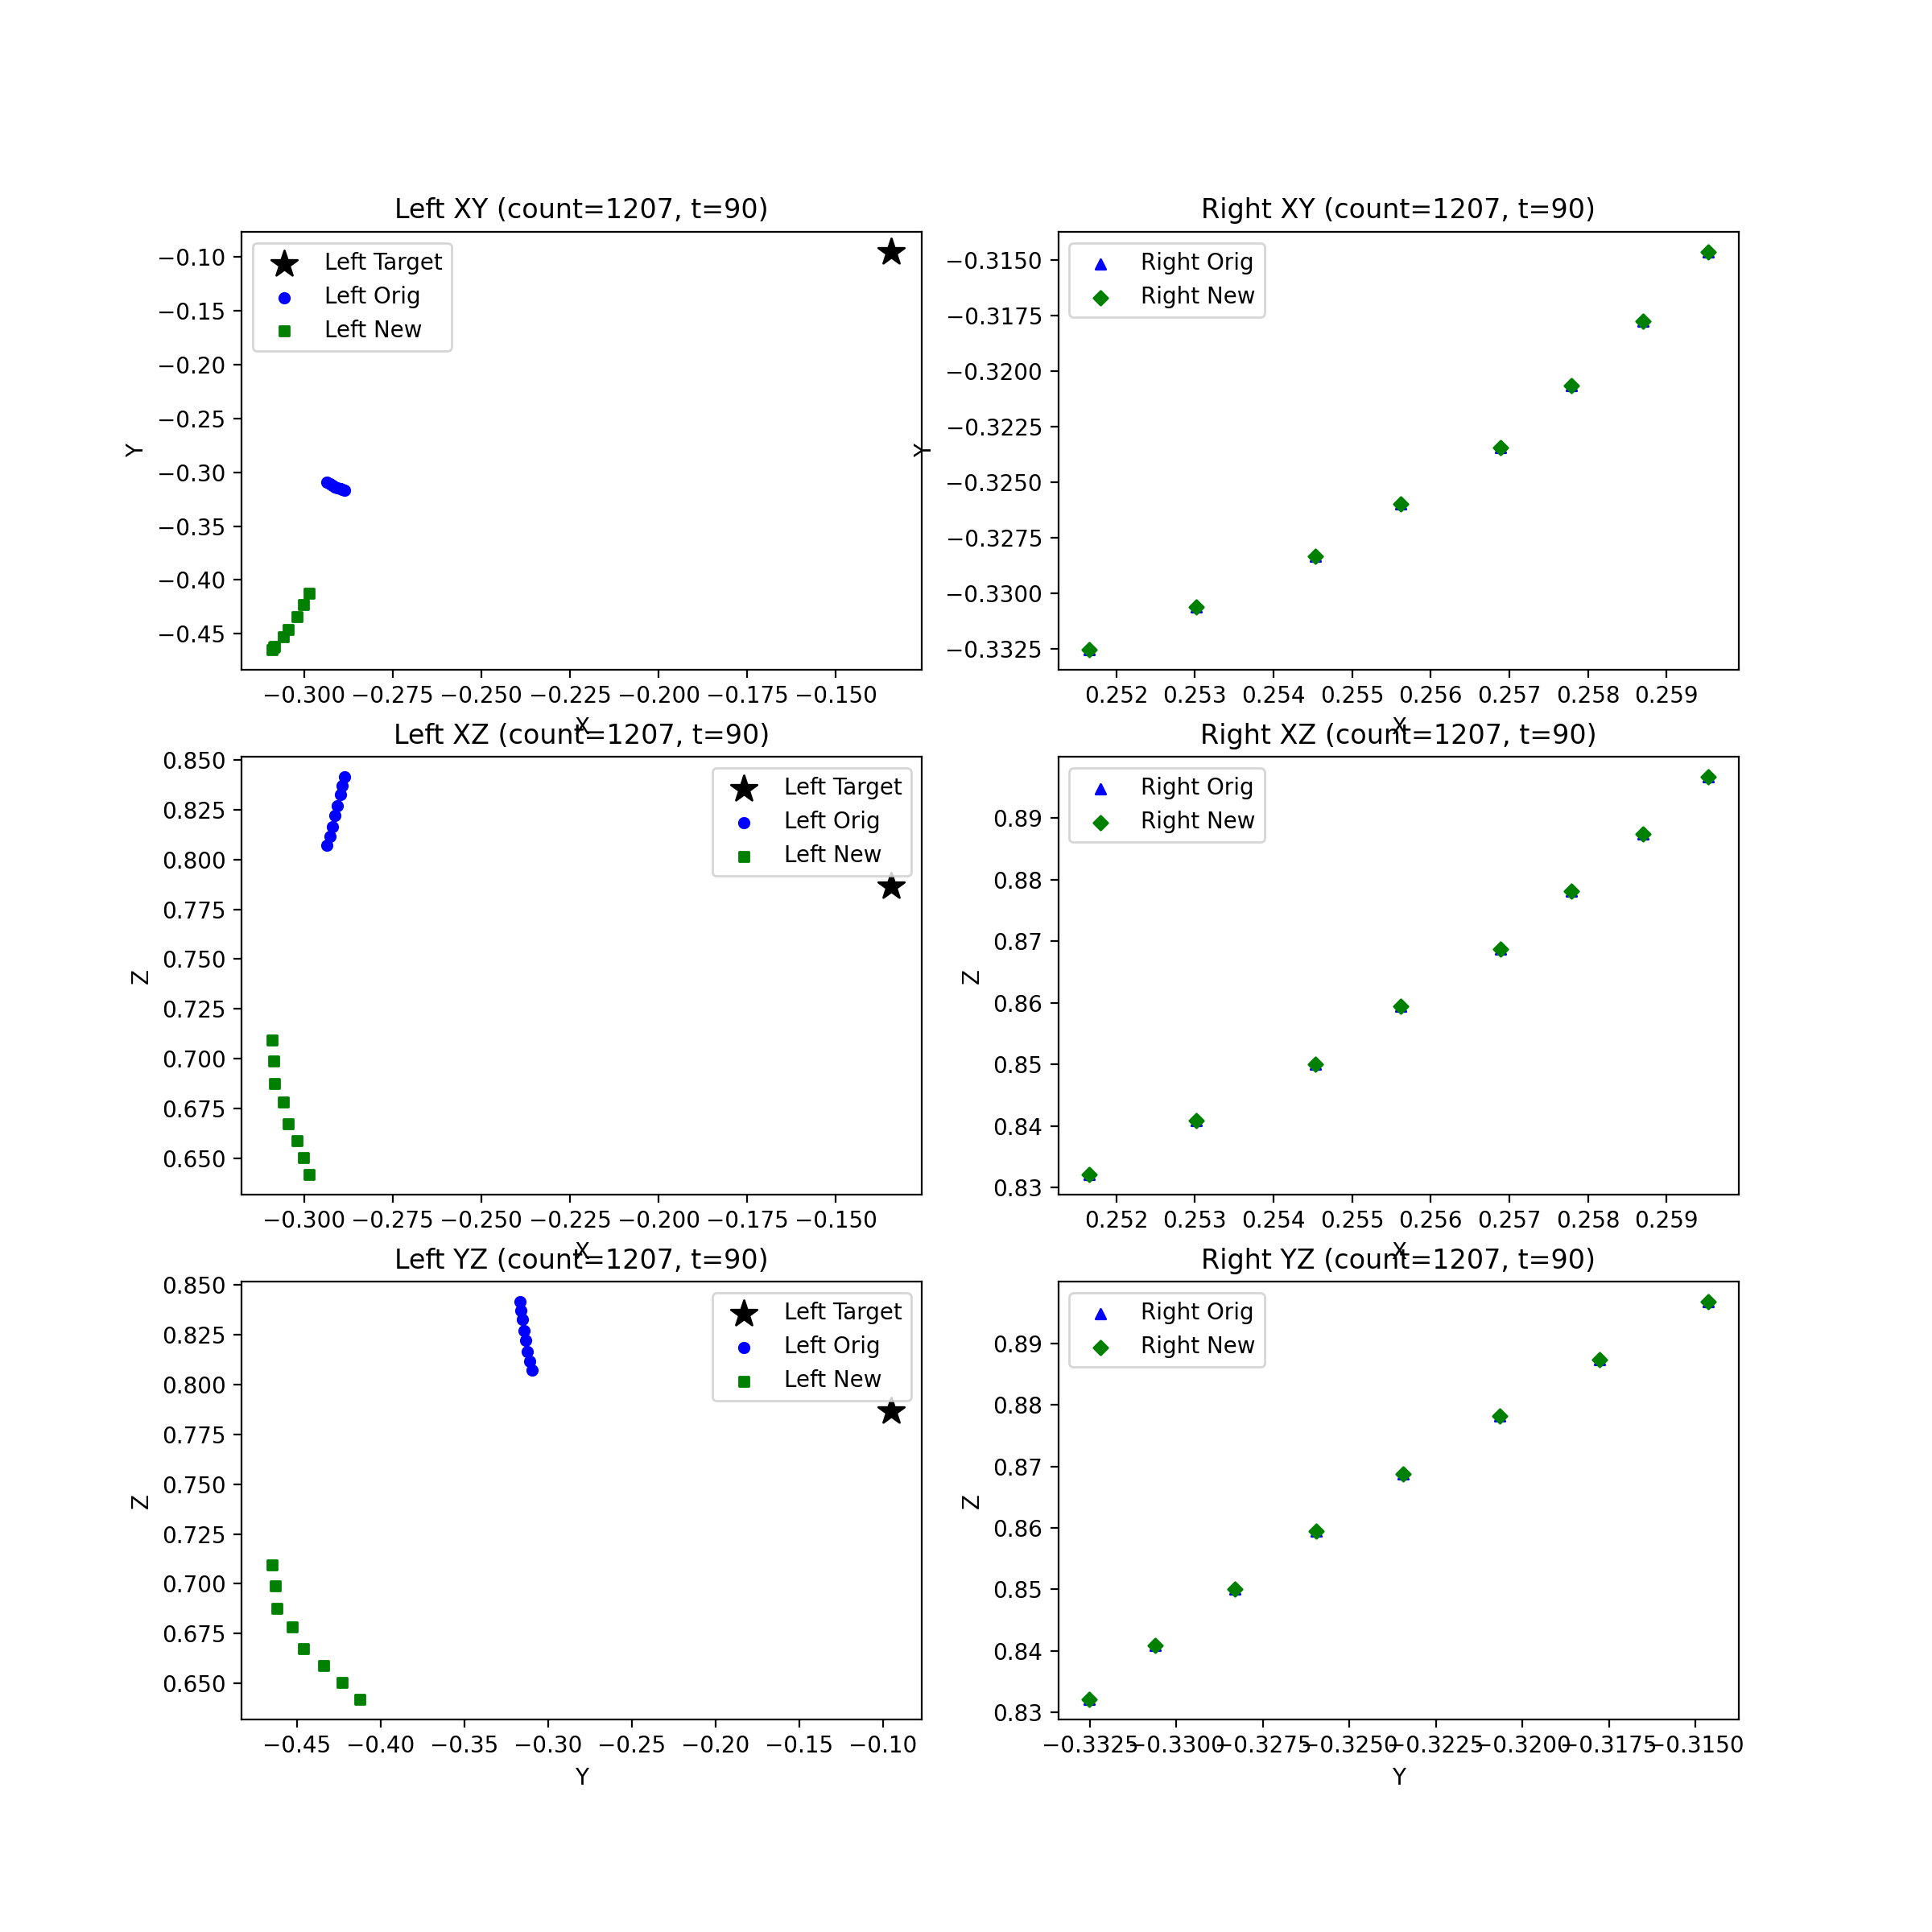 Left XY (count=1207, t=90)
Left Target
Left Orig
Left New
−0.10
−0.15
−0.20
−0.25
−0.30
−0.35
−0.40
−0.45
Y
−0.300 −0.275 −0.250 −0.225 −0.200 −0.175 −0.150
X
Right XY (count=1207, t=90)
Right Orig
Right New
−0.3150
−0.3175
−0.3200
−0.3225
−0.3250
−0.3275
−0.3300
−0.3325
Y
0.252 0.253 0.254 0.255 0.256 0.257 0.258 0.259
X
Left XZ (count=1207, t=90)
Left Target
Left Orig
Left New
0.850
0.825
0.800
0.775
0.750
0.725
0.700
0.675
0.650
Z
−0.300 −0.275 −0.250 −0.225 −0.200 −0.175 −0.150
X
Right XZ (count=1207, t=90)
Right Orig
Right New
0.89
0.88
0.87
0.86
0.85
0.84
0.83
Z
0.252 0.253 0.254 0.255 0.256 0.257 0.258 0.259
X
Left YZ (count=1207, t=90)
Left Target
Left Orig
Left New
0.850
0.825
0.800
0.775
0.750
0.725
0.700
0.675
0.650
Z
−0.45 −0.40 −0.35 −0.30 −0.25 −0.20 −0.15 −0.10
Y
Right YZ (count=1207, t=90)
Right Orig
Right New
0.89
0.88
0.87
0.86
0.85
0.84
0.83
Z
−0.3325 −0.3300 −0.3275 −0.3250 −0.3225 −0.3200 −0.3175 −0.3150
Y